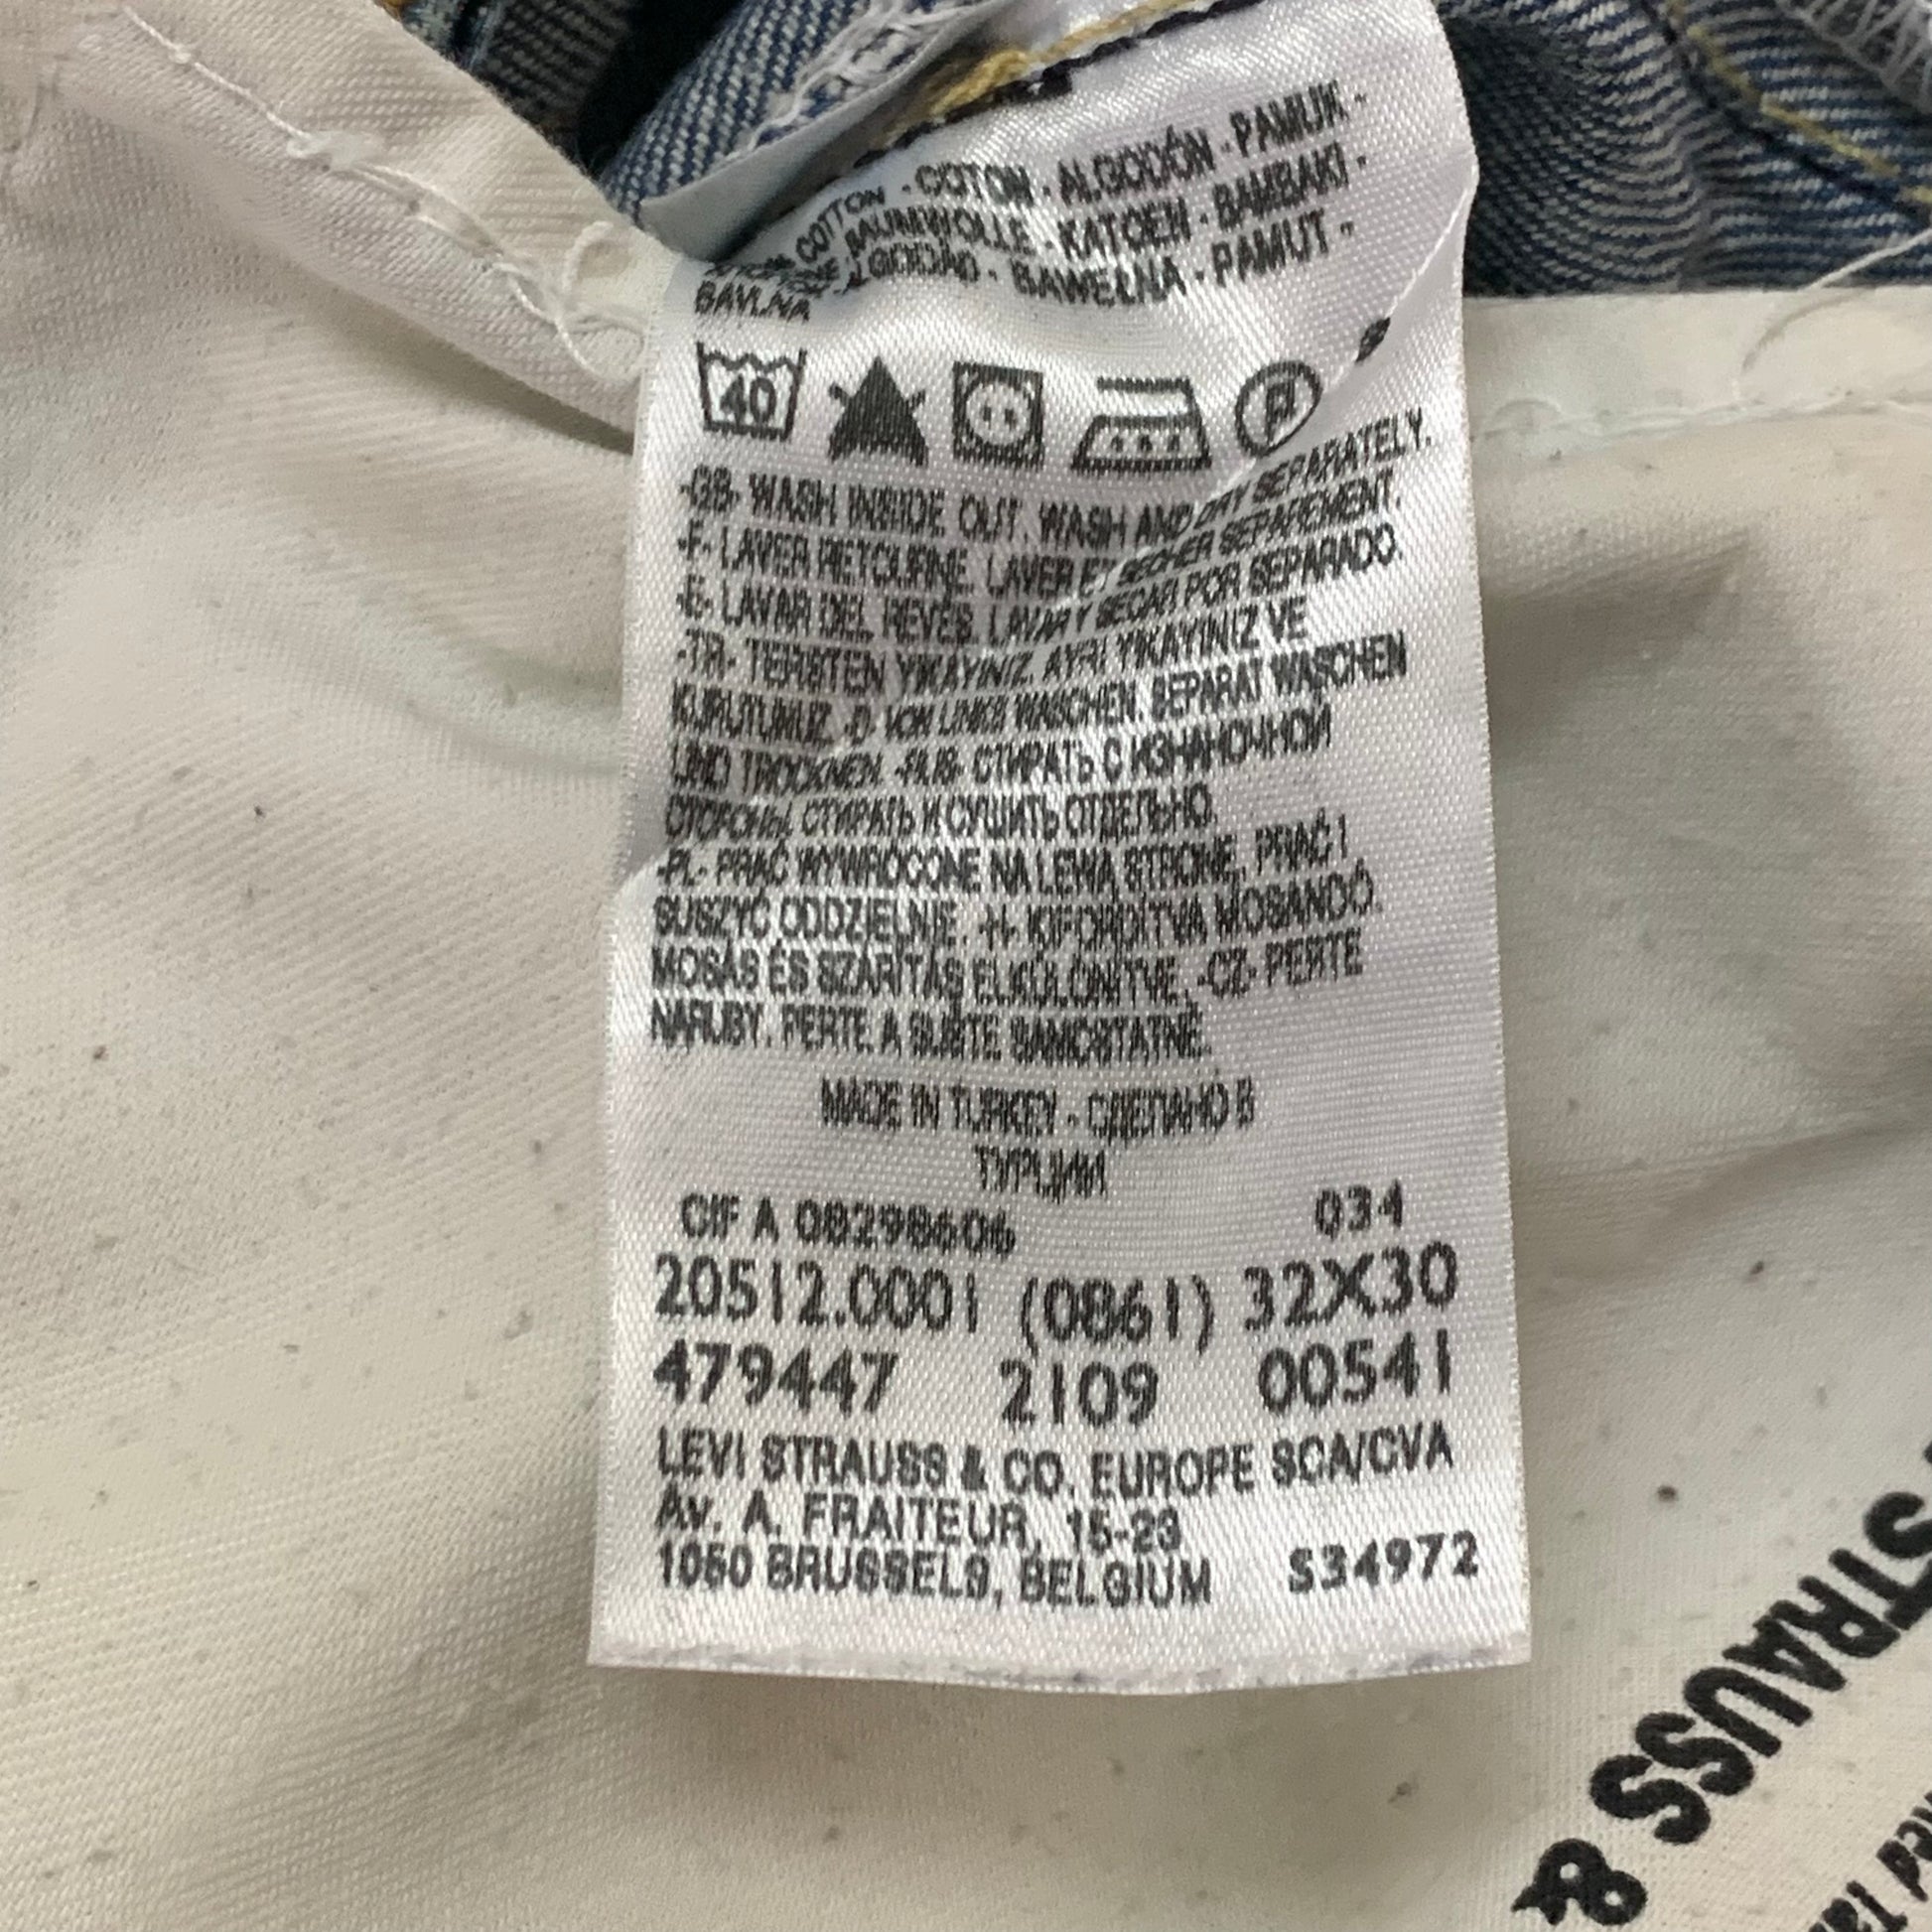 COTTON - COTON - ALGODÓN - PAMUK -
BAUMWOLLE - KATOEN - BAMBAKI -
ALGODÃO - BAWEŁNA - PAMUT -
BAVLNA
40
P
-GB- WASH INSIDE OUT. WASH AND DRY SEPARATELY.
-F- LAVER RETOURNE. LAVER ET SECHER SEPAREMENT.
-E- LAVAR DEL REVÉS. LAVAR Y SECAR POR SEPARADO.
-TR- TERSTEN YIKAYINIZ. AYRI YIKAYINIZ VE
KURUTUNUZ. -D- VON LINKS WASCHEN. SEPARAT WASCHEN
UND TROCKNEN. -RUS- СТИРАТЬ С ИЗНАНОЧНОЙ
СТОРОНЫ. СТИРАТЬ И СУШИТЬ ОТДЕЛЬНО.
-PL- PRAĆ WYWRÓCONE NA LEWĄ STRONĘ. PRAĆ I
SUSZYĆ ODDZIELNIE. -H- KIFORDÍTVA MOSANDÓ.
MOSÁS ÉS SZÁRÍTÁS ELKÜLÖNÍTVE. -CZ- PERTE
NARUBY. PERTE A SUŠTE SAMOSTATNĚ.
MADE IN TURKEY - СДЕЛАНО В
ТУРЦИИ
CIF A 08298606 034
20512.0001 (0861) 32X30
479447 2109 00541
LEVI STRAUSS & CO. EUROPE SCA/CVA
Av. A. FRAITEUR, 15-23
1050 BRUSSELS, BELGIUM S34972
STRAUSS &